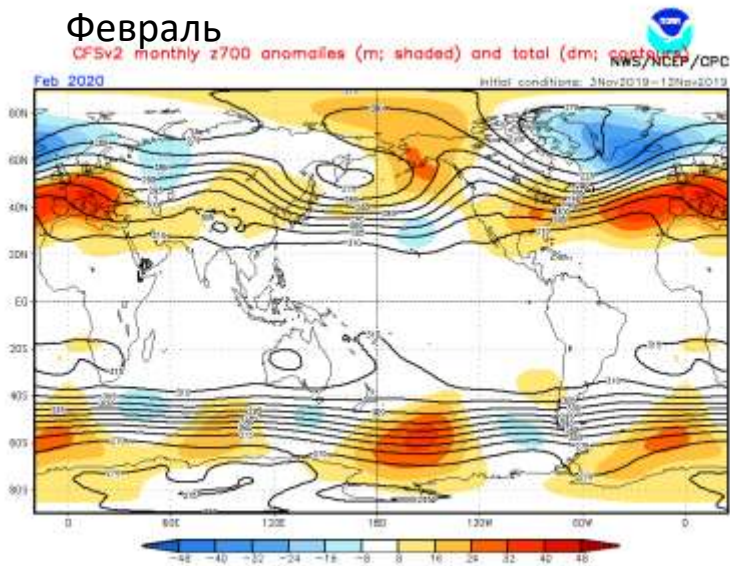 Февраль
CFSv2 monthly z700 anomalies (m; shaded) and total (dm; contours)
NWS/NCEP/CPC
Feb 2020
Initial conditions: 3Nov2019-12Nov2019
80N
60N
40N
20N
EQ
20S
40S
60S
80S
0 60E 120E 180 120W 60W 0
-48 -40 -32 -24 -16 -8 8 16 24 32 40 48